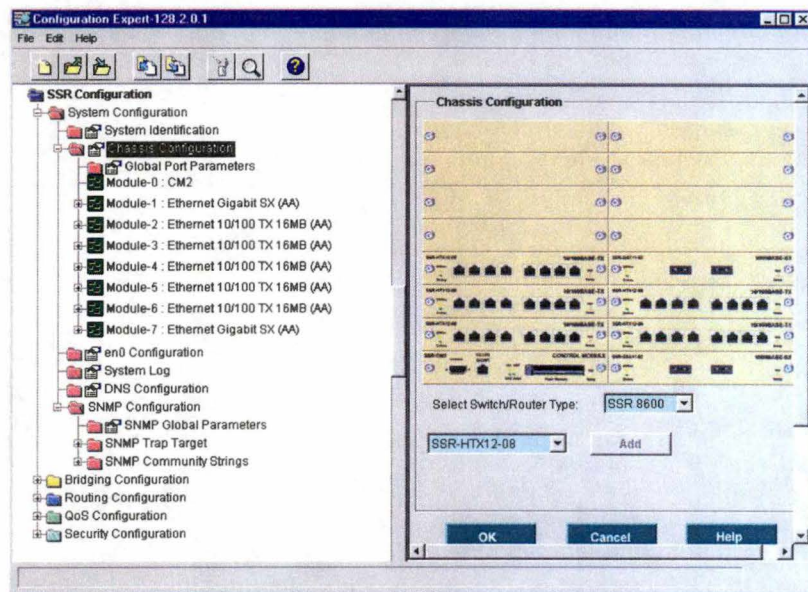 Configuration Expert-128.2.0.1
File Edit Help
SSR Configuration
System Configuration
System Identification
Chassis Configuration
Global Port Parameters
Module-0 : CM2
Module-1 : Ethernet Gigabit SX (AA)
Module-2 : Ethernet 10/100 TX 16MB (AA)
Module-3 : Ethernet 10/100 TX 16MB (AA)
Module-4 : Ethernet 10/100 TX 16MB (AA)
Module-5 : Ethernet 10/100 TX 16MB (AA)
Module-6 : Ethernet 10/100 TX 16MB (AA)
Module-7 : Ethernet Gigabit SX (AA)
en0 Configuration
System Log
DNS Configuration
SNMP Configuration
SNMP Global Parameters
SNMP Trap Target
SNMP Community Strings
Bridging Configuration
Routing Configuration
QoS Configuration
Security Configuration
Chassis Configuration
CONTROL MODULE
Select Switch/Router Type: SSR 8600
SSR-HTX12-08 Add
OK Cancel Help